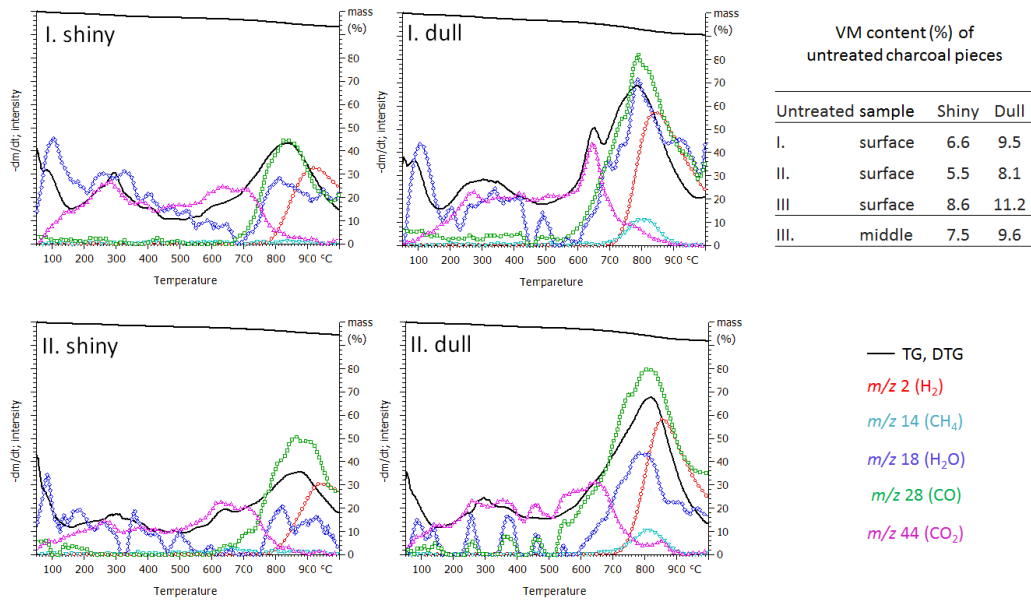 I. shiny
mass
(%)
80
70
60
50
40
30
20
10
0
-dm/dt; intensity
100 200 300 400 500 600 700 800 900 °C
Temperature
I. dull
mass
(%)
80
70
60
50
40
30
20
10
0
-dm/dt; intensity
100 200 300 400 500 600 700 800 900 °C
Temparature
VM content (%) of
untreated charcoal pieces
Untreated sample Shiny Dull
I. surface 6.6 9.5
II. surface 5.5 8.1
III surface 8.6 11.2
III. middle 7.5 9.6
II. shiny
mass
(%)
80
70
60
50
40
30
20
10
0
-dm/dt; intensity
100 200 300 400 500 600 700 800 900 °C
Temperature
II. dull
mass
(%)
80
70
60
50
40
30
20
10
0
-dm/dt; intensity
100 200 300 400 500 600 700 800 900 °C
Temperature
TG, DTG
m/z 2 (H₂)
m/z 14 (CH₄)
m/z 18 (H₂O)
m/z 28 (CO)
m/z 44 (CO₂)